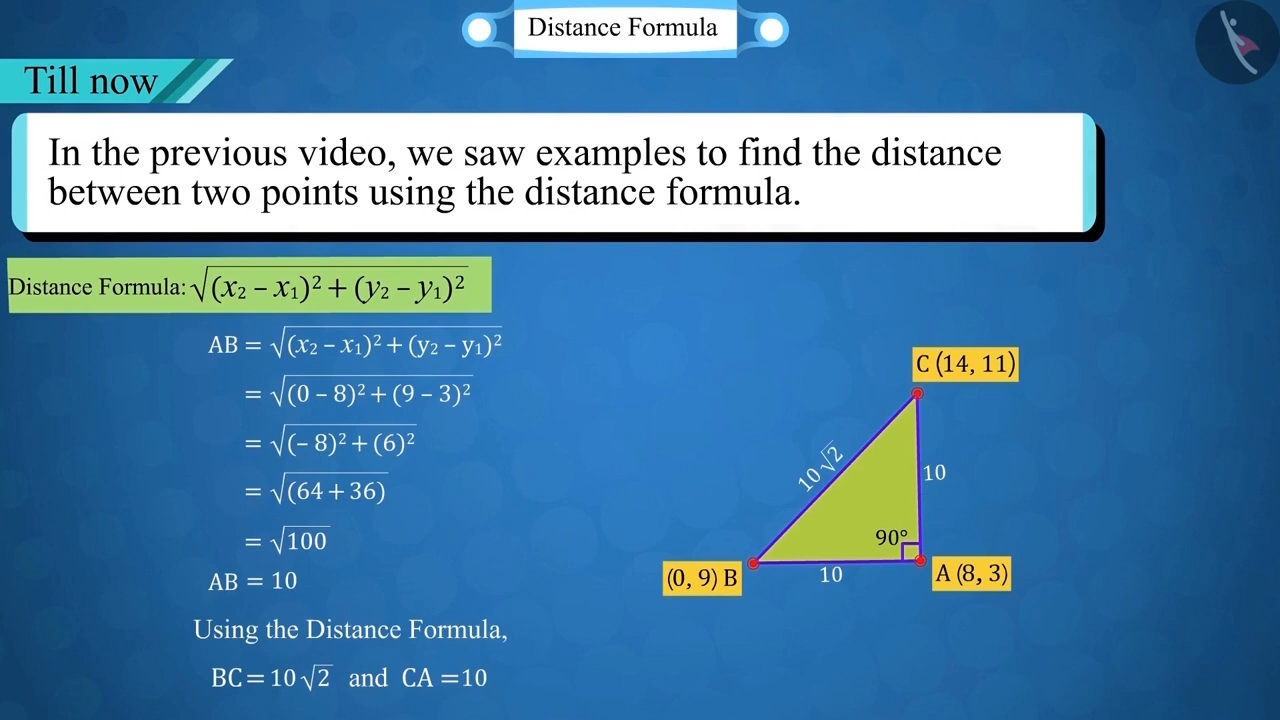 Distance Formula
Till now
In the previous video, we saw examples to find the distance
between two points using the distance formula.
Distance Formula: √(x₂ – x₁)² + (y₂ – y₁)²
AB = √(x₂ – x₁)² + (y₂ – y₁)²
= √(0 – 8)² + (9 – 3)²
= √(– 8)² + (6)²
= √(64 + 36)
= √100
AB = 10
Using the Distance Formula,
BC = 10 √2 and CA = 10
C (14, 11)
10 √2
10
90°
(0, 9) B
10
A (8, 3)